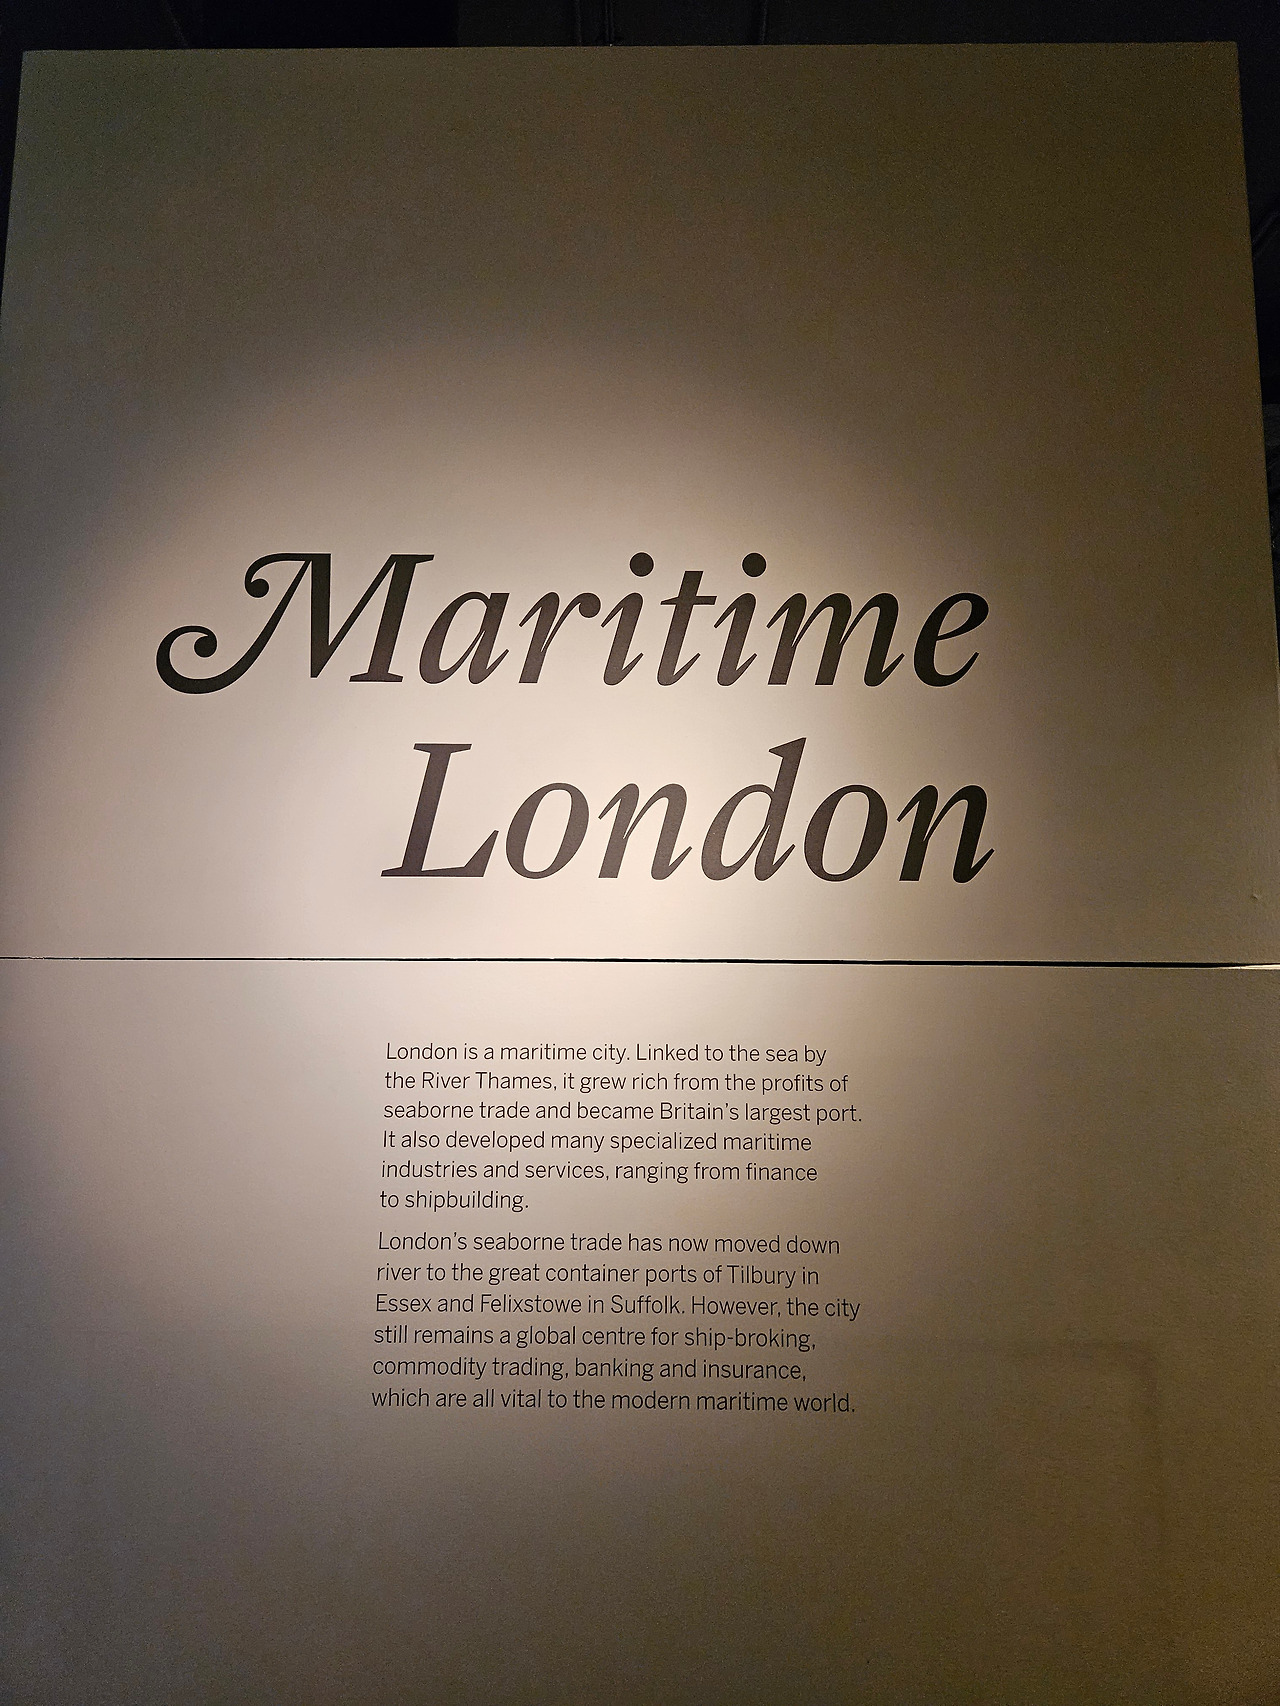 Maritime
London
London is a maritime city. Linked to the sea by
the River Thames, it grew rich from the profits of
seaborne trade and became Britain's largest port.
It also developed many specialized maritime
industries and services, ranging from finance
to shipbuilding.
London's seaborne trade has now moved down
river to the great container ports of Tilbury in
Essex and Felixstowe in Suffolk. However, the city
still remains a global centre for ship-broking,
commodity trading, banking and insurance,
which are all vital to the modern maritime world.